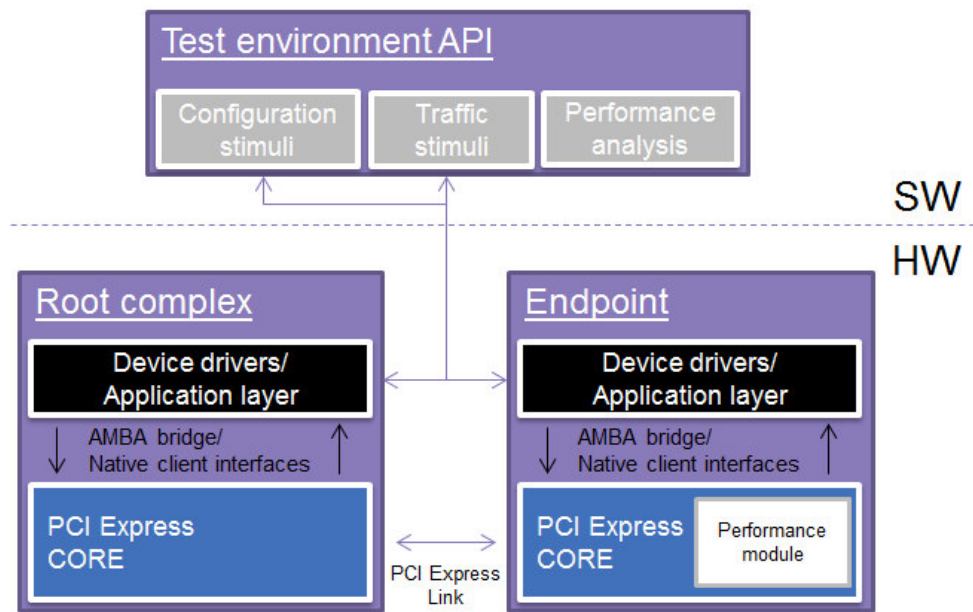 Test environment API
Configuration
stimuli
Traffic
stimuli
Performance
analysis
SW
HW
Root complex
Device drivers/
Application layer
AMBA bridge/
Native client interfaces
PCI Express
CORE
PCI Express
Link
Endpoint
Device drivers/
Application layer
AMBA bridge/
Native client interfaces
PCI Express
CORE
Performance
module